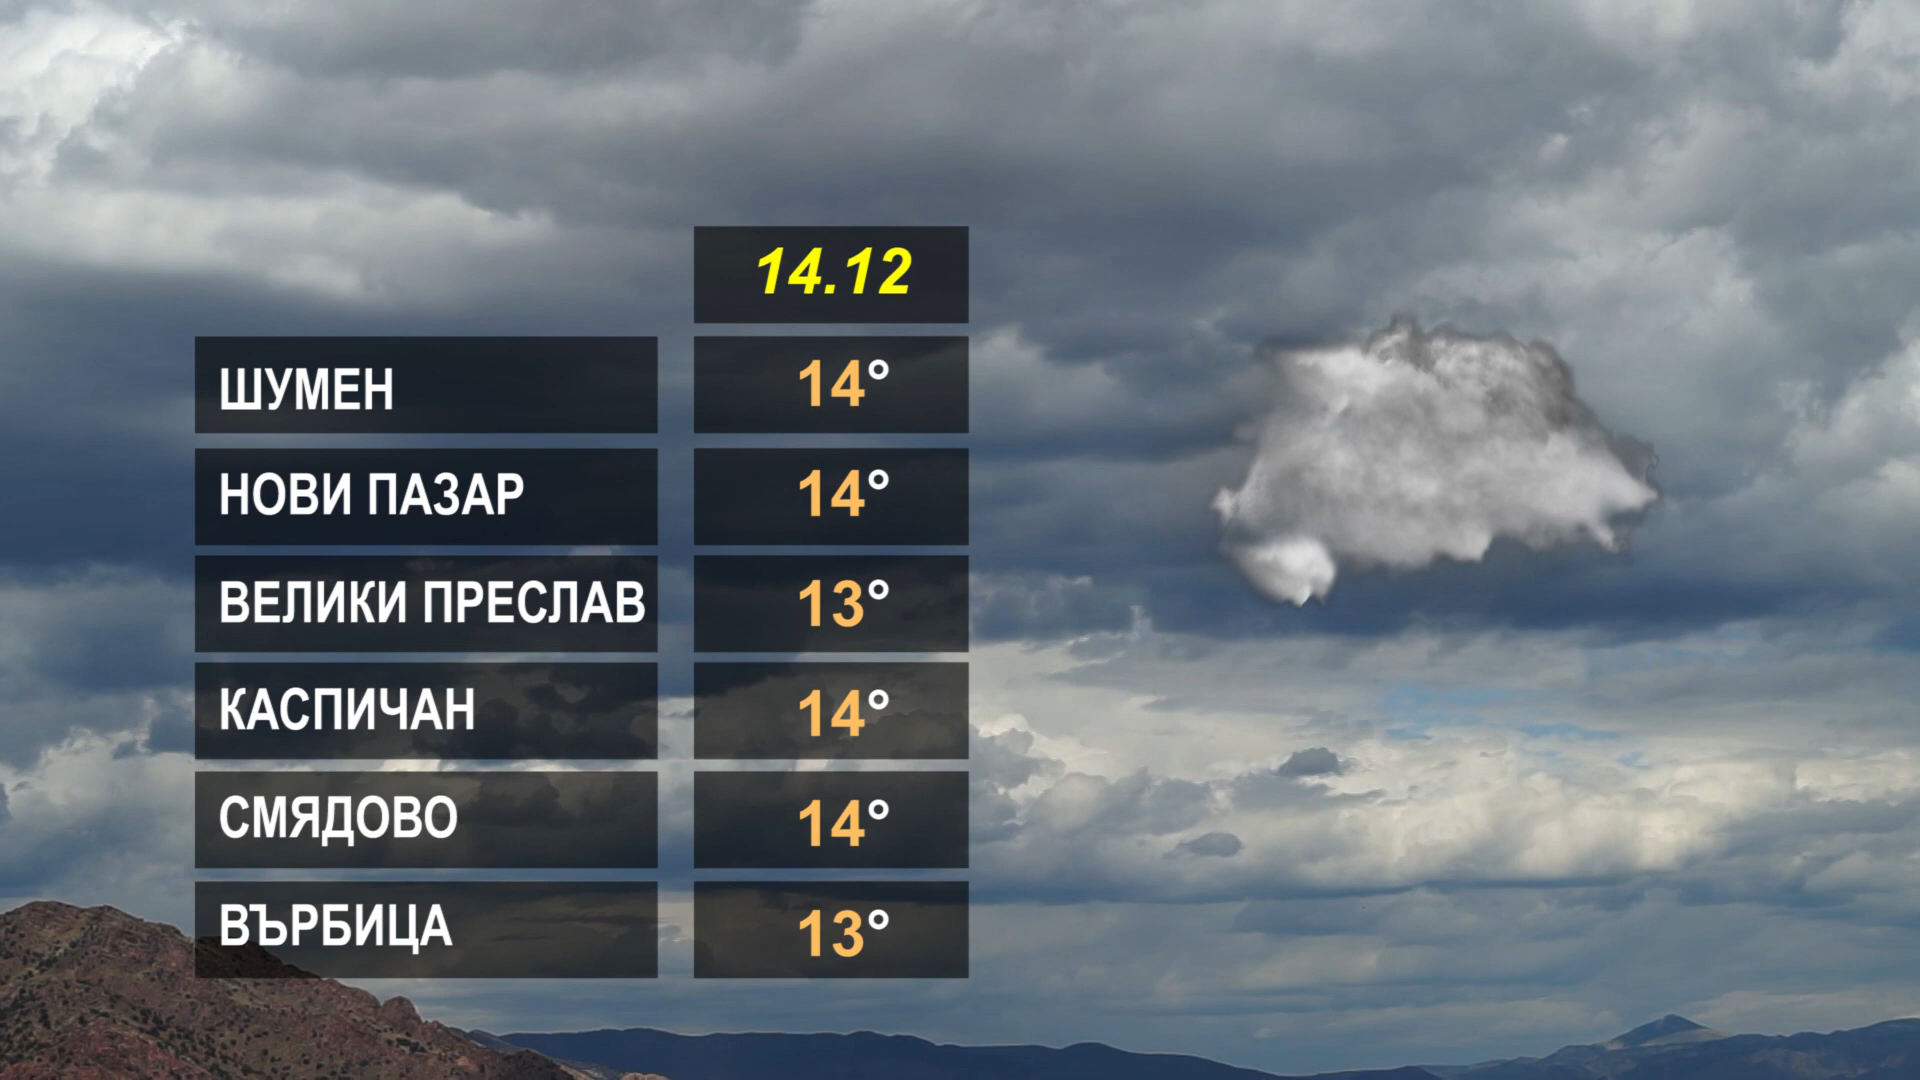 14.12
ШУМЕН 14°
НОВИ ПАЗАР 14°
ВЕЛИКИ ПРЕСЛАВ 13°
КАСПИЧАН 14°
СМЯДОВО 14°
ВЪРБИЦА 13°